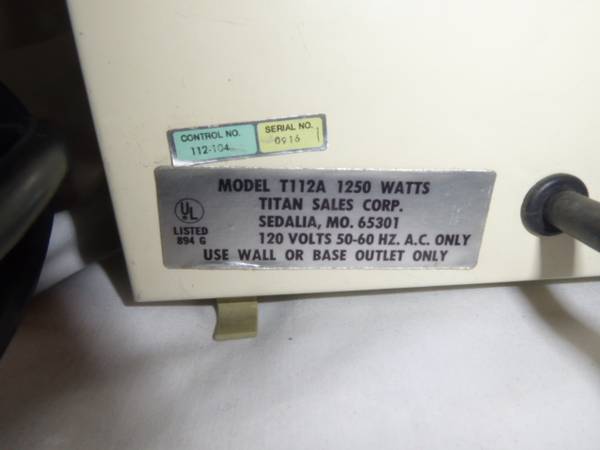 CONTROL NO. SERIAL NO.
112-104 0916
MODEL T112A 1250 WATTS
TITAN SALES CORP.
UL
SEDALIA, MO. 65301
LISTED
894 G
120 VOLTS 50-60 HZ. A.C. ONLY
USE WALL OR BASE OUTLET ONLY